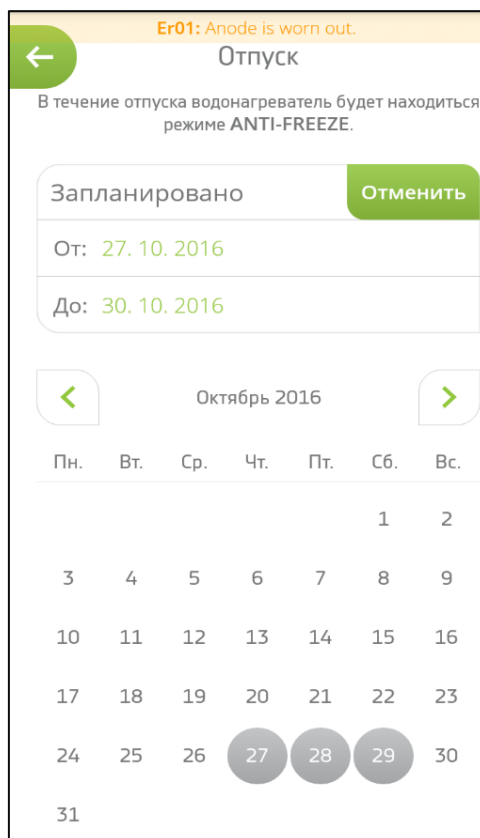 Er01: Anode is worn out.
Отпуск
В течение отпуска водонагреватель будет находиться
режиме ANTI-FREEZE.
Запланировано Отменить
От: 27. 10. 2016
До: 30. 10. 2016
Октябрь 2016
Пн. Вт. Ср. Чт. Пт. Сб. Вс.
1 2
3 4 5 6 7 8 9
10 11 12 13 14 15 16
17 18 19 20 21 22 23
24 25 26 27 28 29 30
31